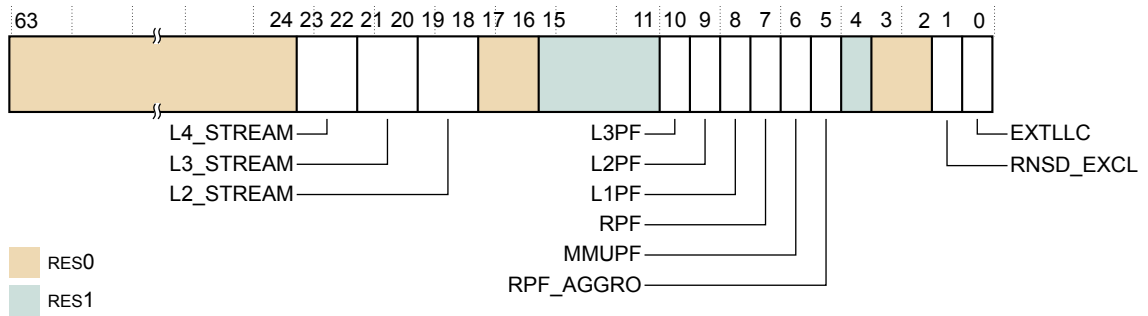 63 24 23 22 21 20 19 18 17 16 15 11 10 9 8 7 6 5 4 3 2 1 0
L4_STREAM L3PF EXTLLC
L3_STREAM L2PF RNSD_EXCL
L2_STREAM L1PF
RPF
MMUPF
RES0
RPF_AGGRO
RES1